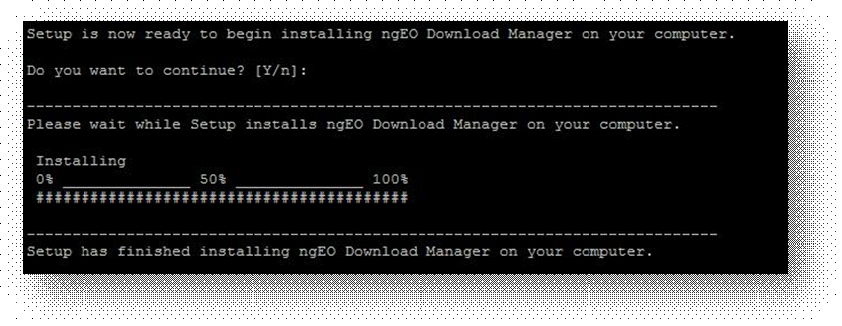 Setup is now ready to begin installing ngEO Download Manager on your computer.
Do you want to continue? [Y/n]:
----------------------------------------------------------------------------
Please wait while Setup installs ngEO Download Manager on your computer.
Installing
0% ______________ 50% ______________ 100%
#########################################
----------------------------------------------------------------------------
Setup has finished installing ngEO Download Manager on your computer.